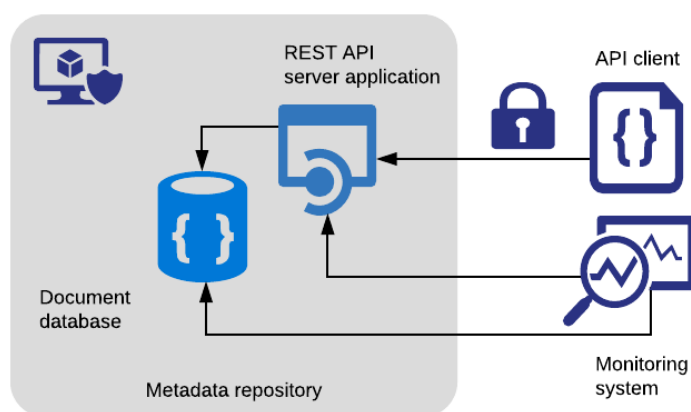 REST API
server application
API client
{ }
{ }
Document
database
Metadata repository
Monitoring
system